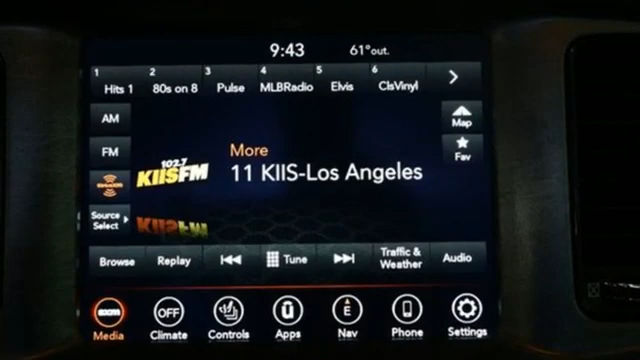 9:43 61°out.
1 2 3 4 5 6
Hits 1 80s on 8 Pulse MLBRadio Elvis ClsVinyl
AM
Map
FM
Fav
More
102.7
KIISFM
11 KIIS-Los Angeles
SiriusXM
Source
Select
Browse Replay Tune Traffic &
Weather Audio
sxm OFF E
Media Climate Controls Apps Nav Phone Settings